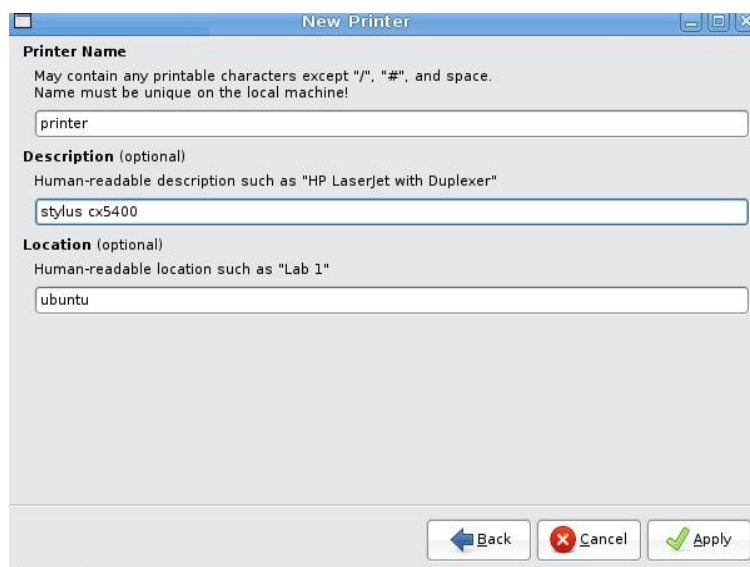 New Printer
Printer Name
May contain any printable characters except "/", "#", and space.
Name must be unique on the local machine!
printer
Description (optional)
Human-readable description such as "HP LaserJet with Duplexer"
stylus cx5400
Location (optional)
Human-readable location such as "Lab 1"
ubuntu
Back Cancel Apply